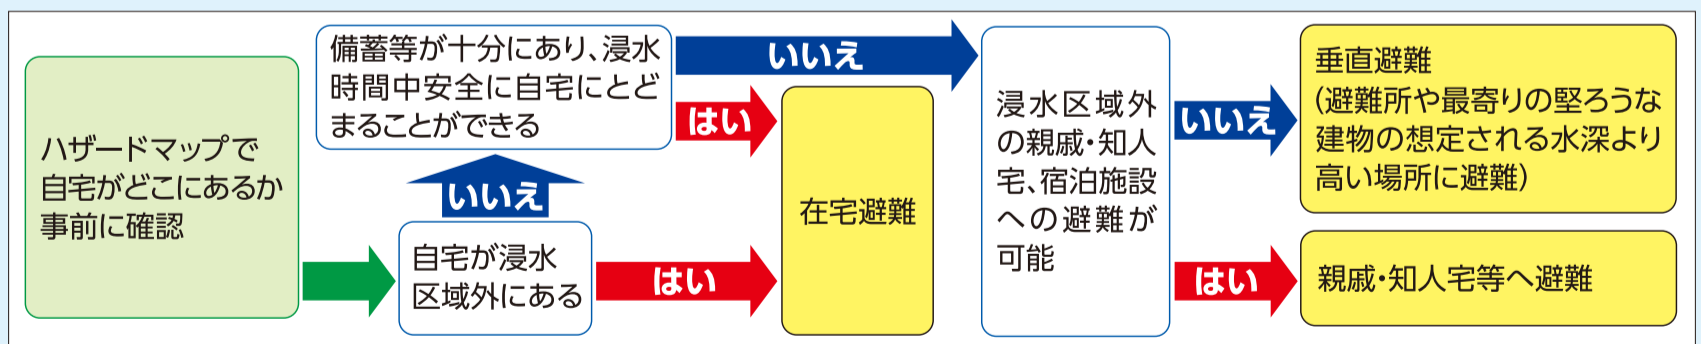 ハザードマップで
自宅がどこにあるか
事前に確認
自宅が浸水
区域外にある
はい
いいえ
備蓄等が十分にあり、浸水
時間中安全に自宅にとど
まることができる
はい
いいえ
在宅避難
浸水区域外
の親戚・知人
宅、宿泊施設
への避難が
可能
いいえ
はい
垂直避難
(避難所や最寄りの堅ろうな
建物の想定される水深より
高い場所に避難)
親戚・知人宅等へ避難